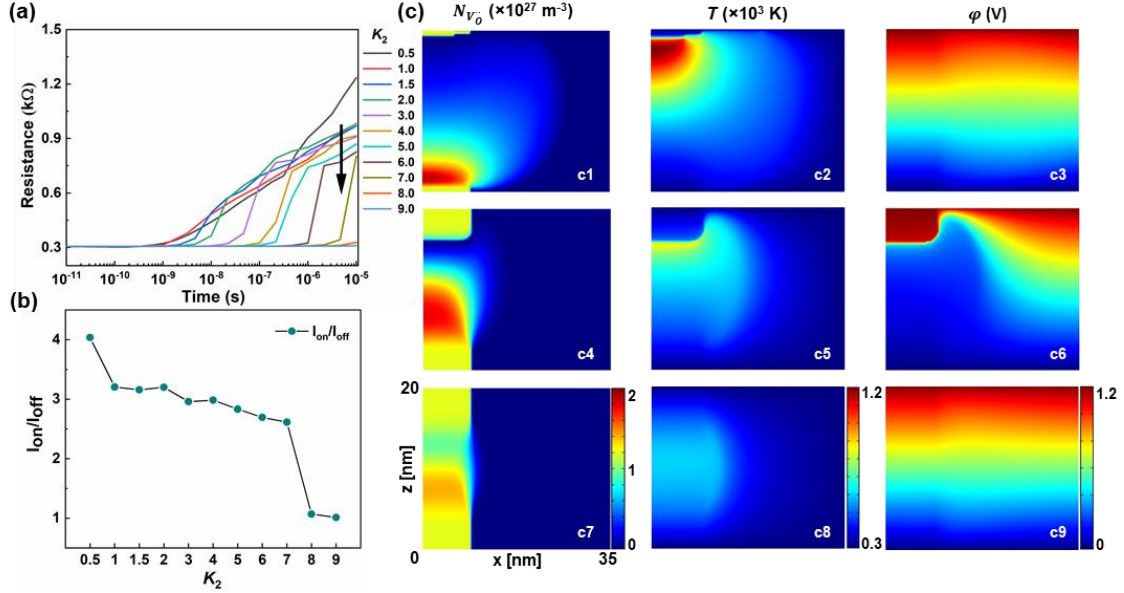 (a)
Resistance (kΩ)
1.5
1.2
0.9
0.6
0.3
10⁻¹¹ 10⁻¹⁰ 10⁻⁹ 10⁻⁸ 10⁻⁷ 10⁻⁶ 10⁻⁵
Time (s)
K₂
0.5
1.0
1.5
2.0
3.0
4.0
5.0
6.0
7.0
8.0
9.0
(b)
Ion/Ioff
4
3
2
1
Ion/Ioff
0.5 1 1.5 2 3 4 5 6 7 8 9
K₂
(c)
N_{V_O^{..}} (×10²⁷ m⁻³)
T (×10³ K)
φ (V)
c1
c2
c3
c4
c5
c6
20
z [nm]
0
x [nm]
35
c7
2
1
0
c8
1.2
0.3
c9
1.2
0